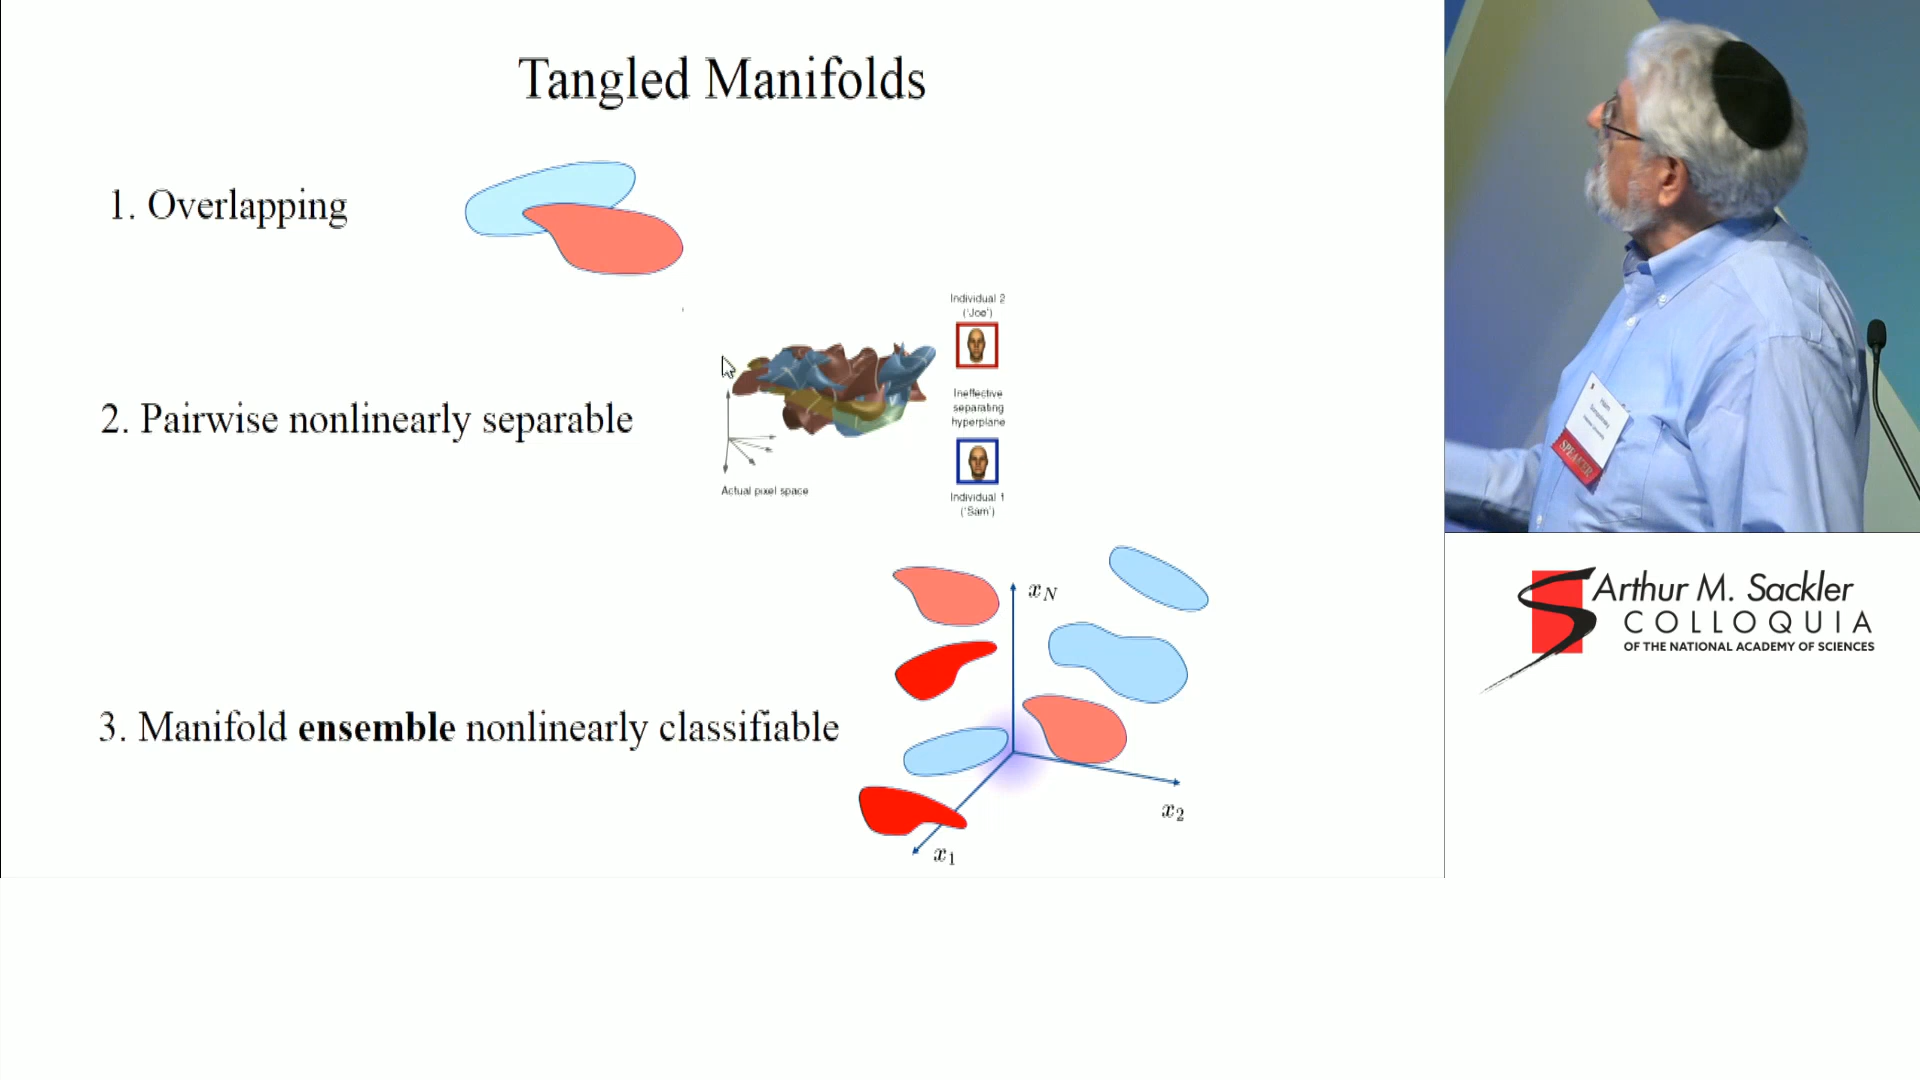 Tangled Manifolds
1. Overlapping
2. Pairwise nonlinearly separable
Individual 2
('Joe')
Ineffective
separating
hyperplane
Individual 1
('Sam')
Actual pixel space
3. Manifold ensemble nonlinearly classifiable
x_N
x_2
x_1
SPEAKER
Arthur M. Sackler
COLLOQUIA
OF THE NATIONAL ACADEMY OF SCIENCES